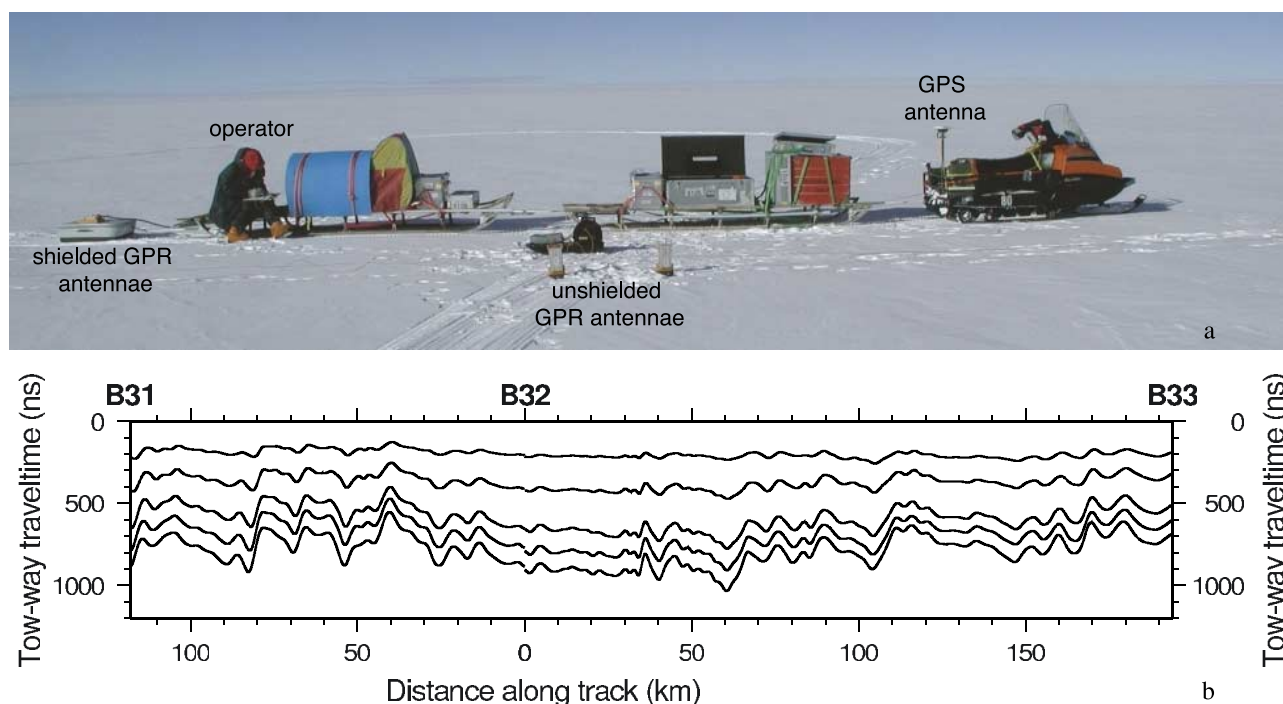 operator
GPS
antenna
shielded GPR
antennae
unshielded
GPR antennae
a
B31 B32 B33
Tow-way traveltime (ns)
0
500
1000
0
500
1000
Tow-way traveltime (ns)
100 50 0 50 100 150
Distance along track (km)
b